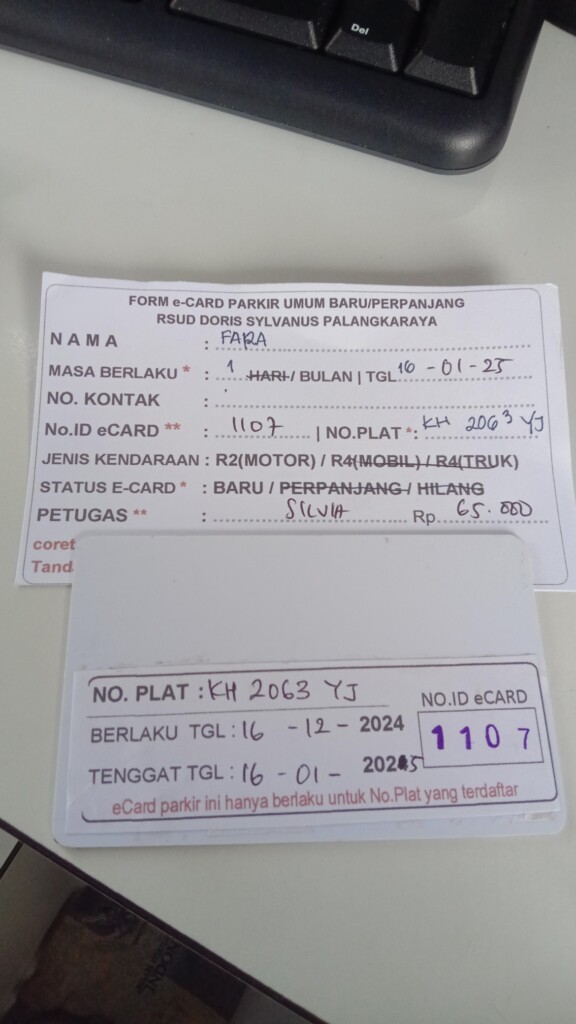 Del
FORM e-CARD PARKIR UMUM BARU/PERPANJANG
RSUD DORIS SYLVANUS PALANGKARAYA
NAMA : FARA
MASA BERLAKU * : 1 HARI / BULAN | TGL 16 - 01 - 25
NO. KONTAK :
No.ID eCARD ** : 1107 | NO.PLAT *: KH 2063 YJ
JENIS KENDARAAN : R2(MOTOR) / R4(MOBIL) / R4(TRUK)
STATUS E-CARD * : BARU / PERPANJANG / HILANG
PETUGAS ** : SILVIA Rp 65.000
coret
Tand
NO. PLAT : KH 2063 YJ
NO.ID eCARD
BERLAKU TGL : 16 - 12 - 2024
1107
TENGGAT TGL : 16 - 01 - 2025
eCard parkir ini hanya berlaku untuk No.Plat yang terdaftar